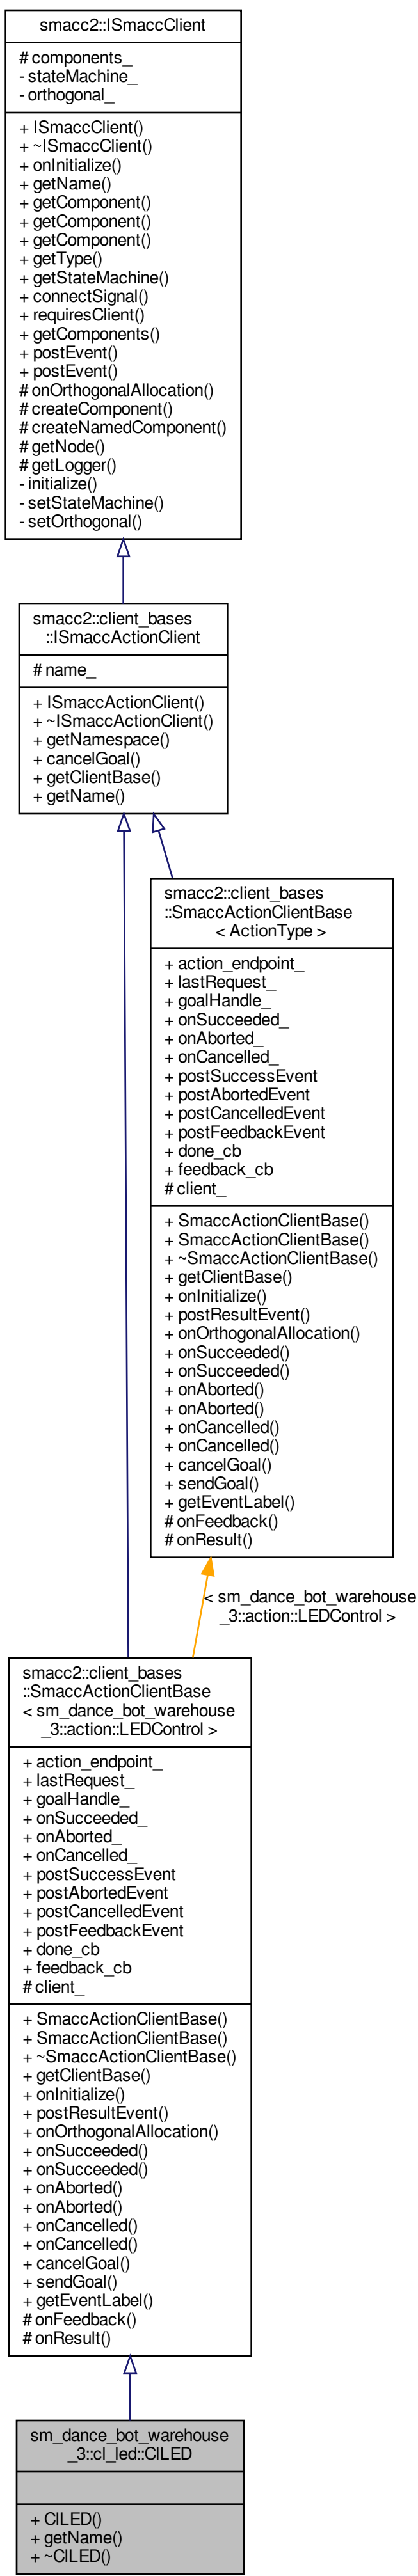 smacc2::ISmaccClient
# components_
- stateMachine_
- orthogonal_
+ ISmaccClient()
+ ~ISmaccClient()
+ onInitialize()
+ getName()
+ getComponent()
+ getComponent()
+ getComponent()
+ getType()
+ getStateMachine()
+ connectSignal()
+ requiresClient()
+ getComponents()
+ postEvent()
+ postEvent()
# onOrthogonalAllocation()
# createComponent()
# createNamedComponent()
# getNode()
# getLogger()
- initialize()
- setStateMachine()
- setOrthogonal()
smacc2::client_bases
::ISmaccActionClient
# name_
+ ISmaccActionClient()
+ ~ISmaccActionClient()
+ getNamespace()
+ cancelGoal()
+ getClientBase()
+ getName()
smacc2::client_bases
::SmaccActionClientBase
< ActionType >
+ action_endpoint_
+ lastRequest_
+ goalHandle_
+ onSucceeded_
+ onAborted_
+ onCancelled_
+ postSuccessEvent
+ postAbortedEvent
+ postCancelledEvent
+ postFeedbackEvent
+ done_cb
+ feedback_cb
# client_
+ SmaccActionClientBase()
+ SmaccActionClientBase()
+ ~SmaccActionClientBase()
+ getClientBase()
+ onInitialize()
+ postResultEvent()
+ onOrthogonalAllocation()
+ onSucceeded()
+ onSucceeded()
+ onAborted()
+ onAborted()
+ onCancelled()
+ onCancelled()
+ cancelGoal()
+ sendGoal()
+ getEventLabel()
# onFeedback()
# onResult()
< sm_dance_bot_warehouse
_3::action::LEDControl >
smacc2::client_bases
::SmaccActionClientBase
< sm_dance_bot_warehouse
_3::action::LEDControl >
+ action_endpoint_
+ lastRequest_
+ goalHandle_
+ onSucceeded_
+ onAborted_
+ onCancelled_
+ postSuccessEvent
+ postAbortedEvent
+ postCancelledEvent
+ postFeedbackEvent
+ done_cb
+ feedback_cb
# client_
+ SmaccActionClientBase()
+ SmaccActionClientBase()
+ ~SmaccActionClientBase()
+ getClientBase()
+ onInitialize()
+ postResultEvent()
+ onOrthogonalAllocation()
+ onSucceeded()
+ onSucceeded()
+ onAborted()
+ onAborted()
+ onCancelled()
+ onCancelled()
+ cancelGoal()
+ sendGoal()
+ getEventLabel()
# onFeedback()
# onResult()
sm_dance_bot_warehouse
_3::cl_led::ClLED
+ ClLED()
+ getName()
+ ~ClLED()